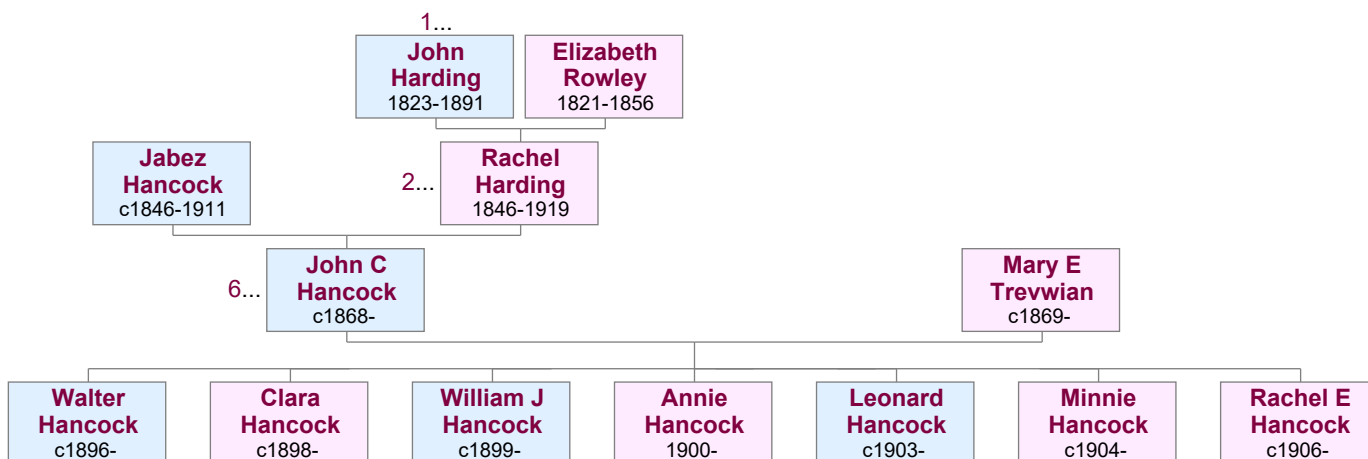 1...
John
Harding
1823-1891
Elizabeth
Rowley
1821-1856
Jabez
Hancock
c1846-1911
2...
Rachel
Harding
1846-1919
6...
John C
Hancock
c1868-
Mary E
Trevwian
c1869-
Walter
Hancock
c1896-
Clara
Hancock
c1898-
William J
Hancock
c1899-
Annie
Hancock
1900-
Leonard
Hancock
c1903-
Minnie
Hancock
c1904-
Rachel E
Hancock
c1906-